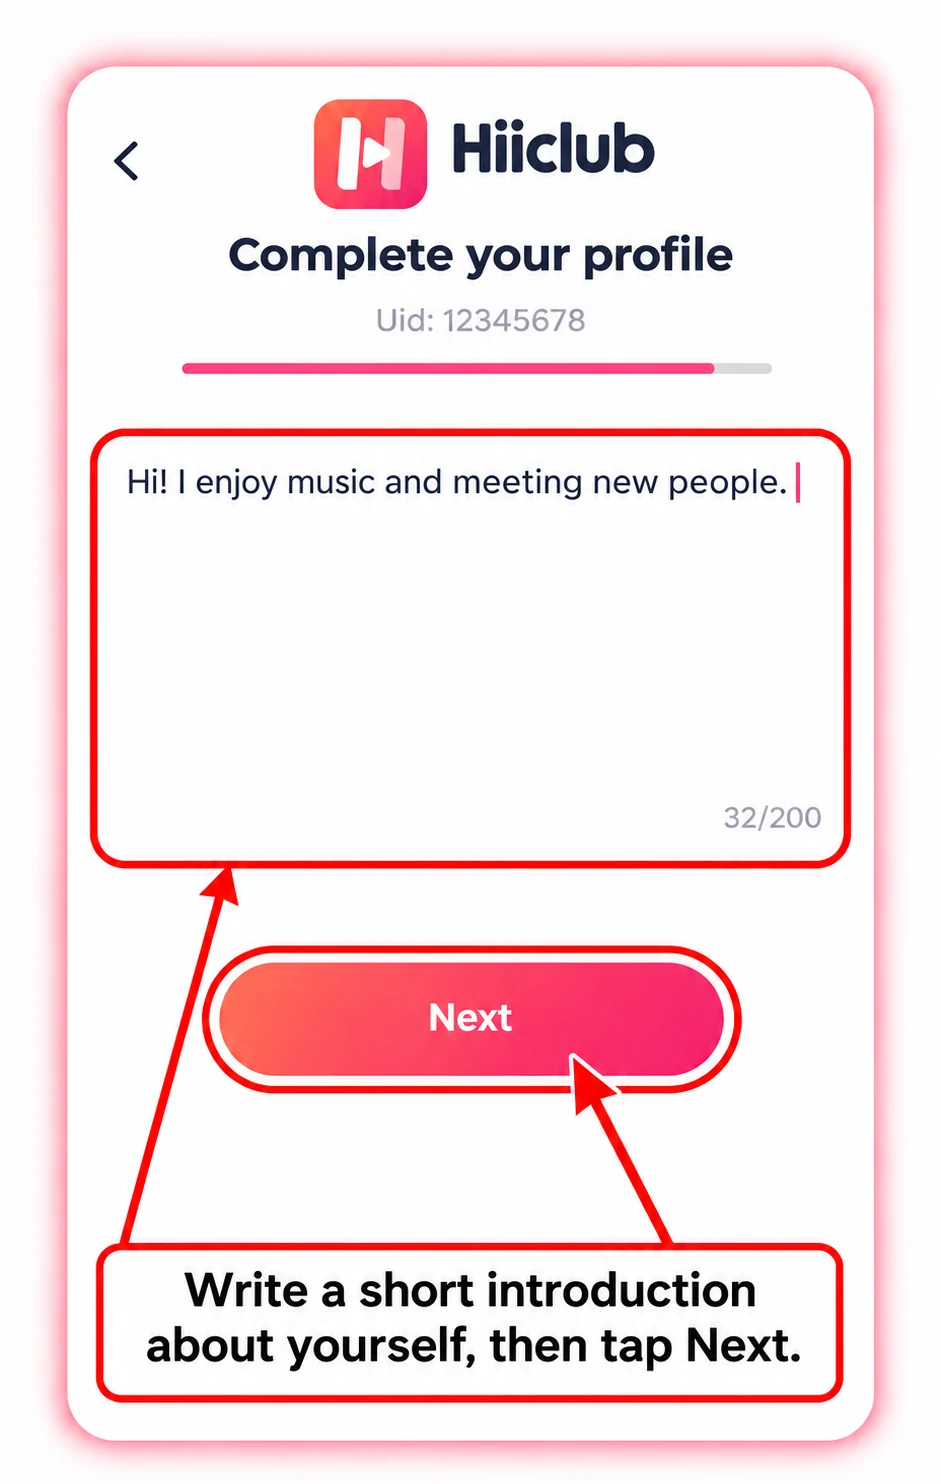 Hiiclub
Complete your profile
Uid: 12345678
Hi! I enjoy music and meeting new people.
32/200
Next
Write a short introduction
about yourself, then tap Next.